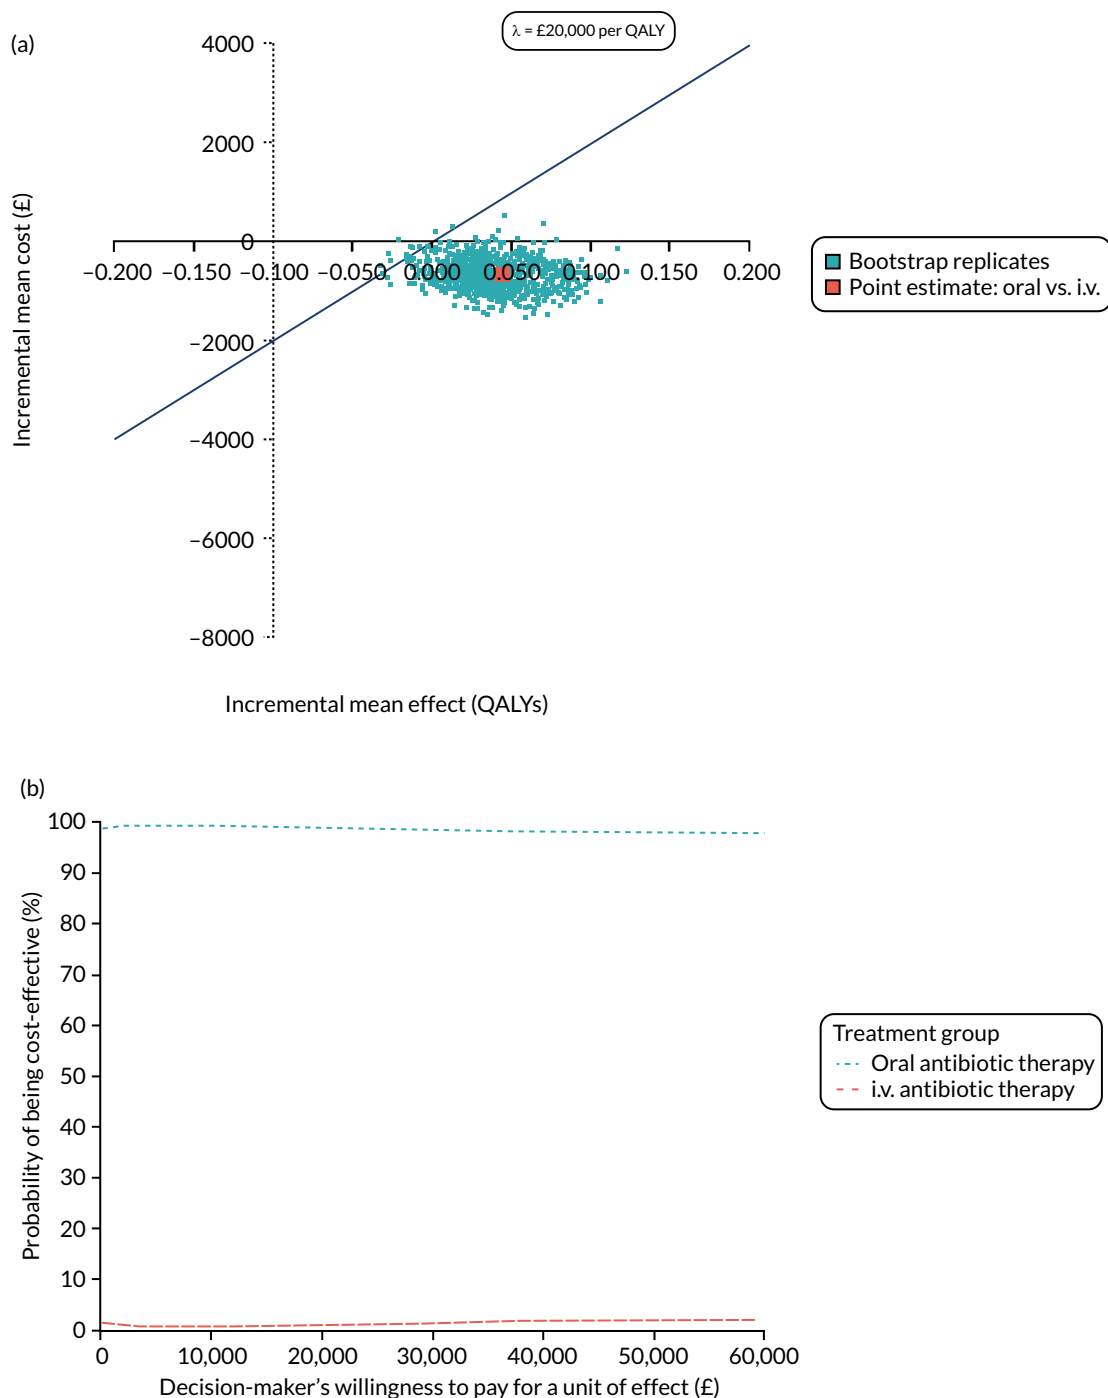 (a)
λ = £20,000 per QALY
Incremental mean cost (£)
4000
2000
0
–2000
–4000
–6000
–8000
–0.200 –0.150 –0.100 –0.050 0.000 0.050 0.100 0.150 0.200
Incremental mean effect (QALYs)
Bootstrap replicates
Point estimate: oral vs. i.v.
(b)
Probability of being cost-effective (%)
100
90
80
70
60
50
40
30
20
10
0
0 10,000 20,000 30,000 40,000 50,000 60,000
Decision-maker’s willingness to pay for a unit of effect (£)
Treatment group
Oral antibiotic therapy
i.v. antibiotic therapy